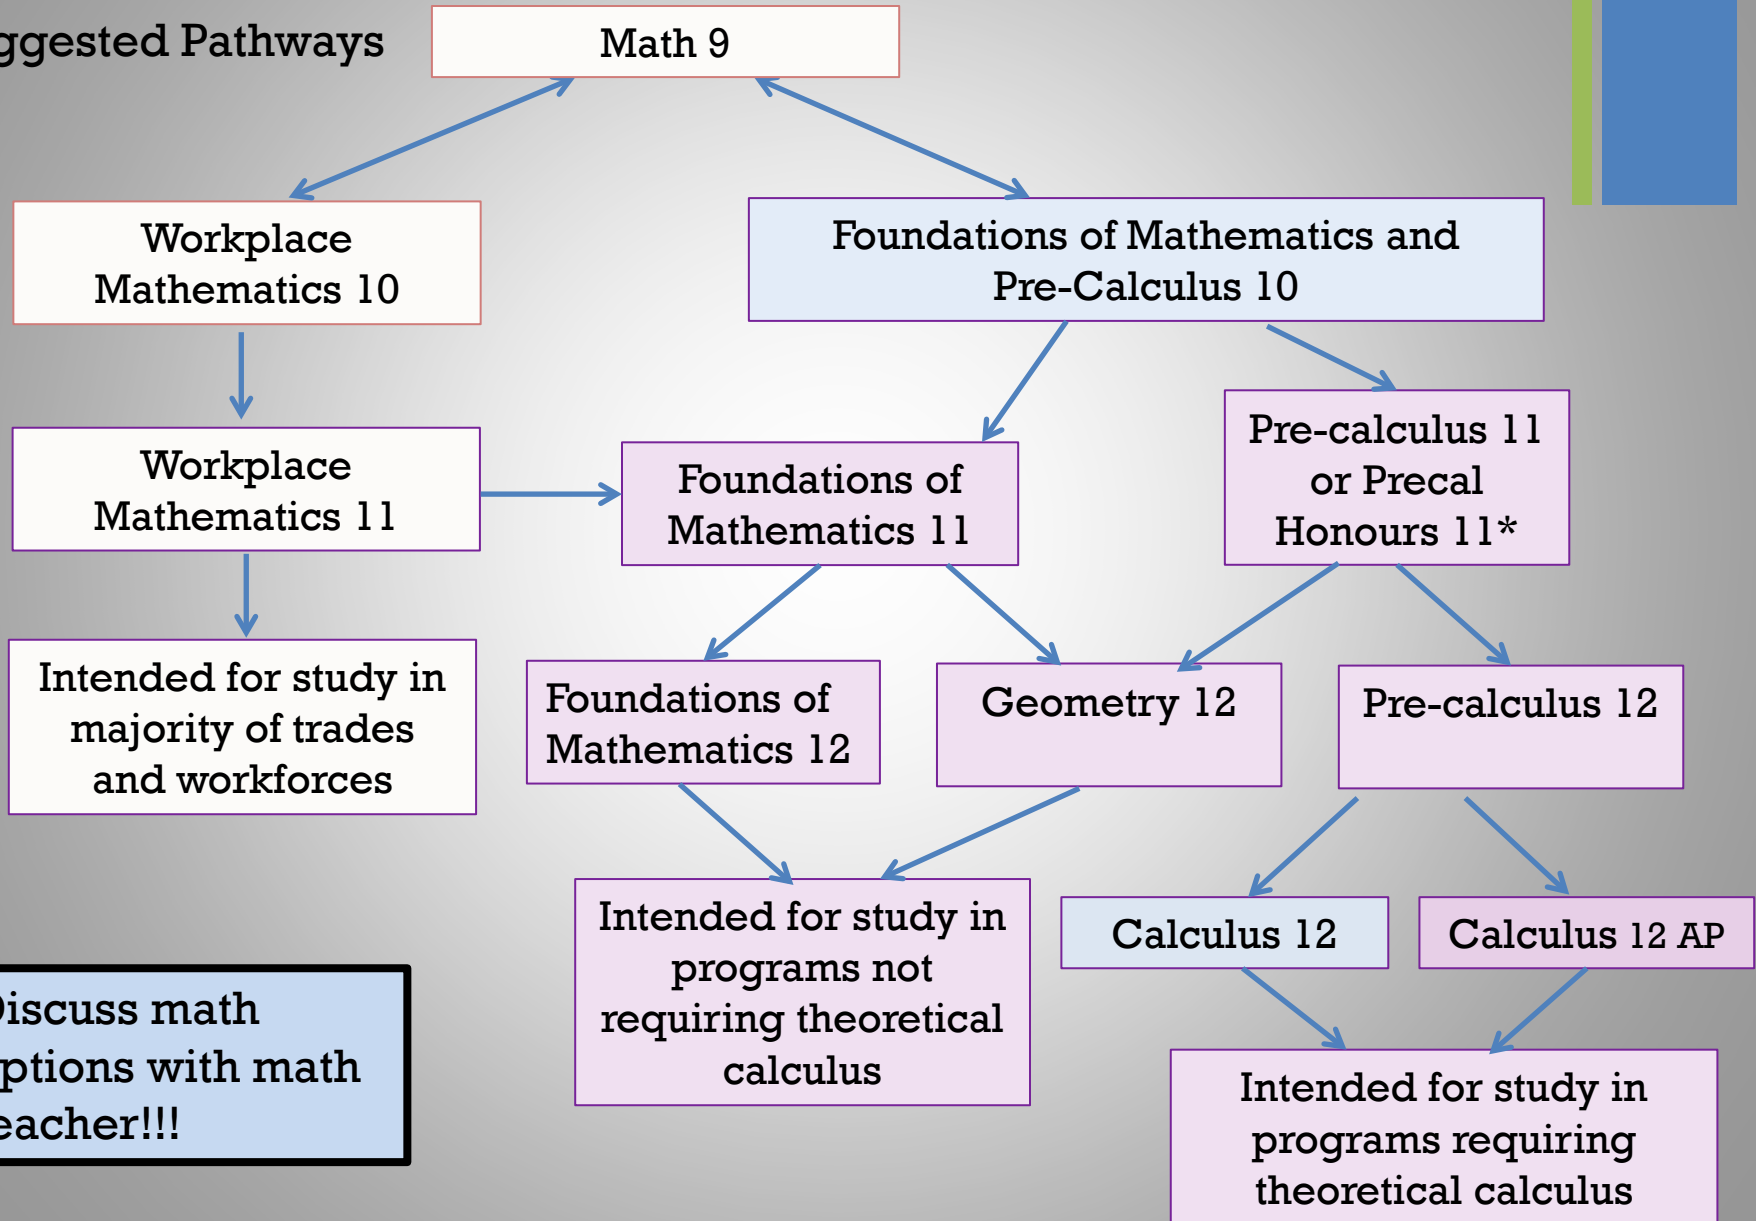 ggested Pathways
Math 9
Workplace
Mathematics 10
Foundations of Mathematics and
Pre-Calculus 10
Workplace
Mathematics 11
Foundations of
Mathematics 11
Pre-calculus 11
or Precal
Honours 11*
Intended for study in
majority of trades
and workforces
Foundations of
Mathematics 12
Geometry 12
Pre-calculus 12
Intended for study in
programs not
requiring theoretical
calculus
Calculus 12
Calculus 12 AP
Discuss math
ptions with math
eacher!!!
Intended for study in
programs requiring
theoretical calculus